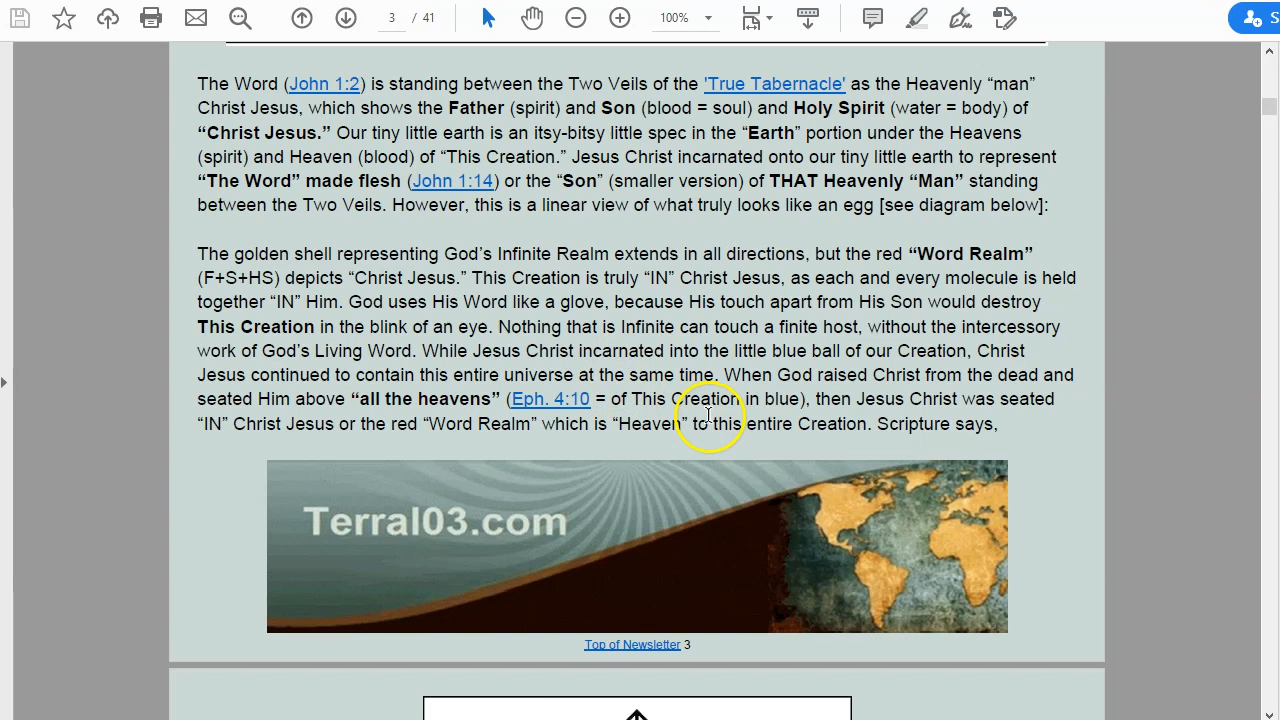 3 / 41
100%
S
The Word (John 1:2) is standing between the Two Veils of the 'True Tabernacle' as the Heavenly “man”
Christ Jesus, which shows the Father (spirit) and Son (blood = soul) and Holy Spirit (water = body) of
“Christ Jesus.” Our tiny little earth is an itsy-bitsy little spec in the “Earth” portion under the Heavens
(spirit) and Heaven (blood) of “This Creation.” Jesus Christ incarnated onto our tiny little earth to represent
“The Word” made flesh (John 1:14) or the “Son” (smaller version) of THAT Heavenly “Man” standing
between the Two Veils. However, this is a linear view of what truly looks like an egg [see diagram below]:
The golden shell representing God’s Infinite Realm extends in all directions, but the red “Word Realm”
(F+S+HS) depicts “Christ Jesus.” This Creation is truly “IN” Christ Jesus, as each and every molecule is held
together “IN” Him. God uses His Word like a glove, because His touch apart from His Son would destroy
This Creation in the blink of an eye. Nothing that is Infinite can touch a finite host, without the intercessory
work of God’s Living Word. While Jesus Christ incarnated into the little blue ball of our Creation, Christ
Jesus continued to contain this entire universe at the same time. When God raised Christ from the dead and
seated Him above “all the heavens” (Eph. 4:10 = of This Creation in blue), then Jesus Christ was seated
“IN” Christ Jesus or the red “Word Realm” which is “Heaven” to this entire Creation. Scripture says,
Terral03.com
Top of Newsletter 3